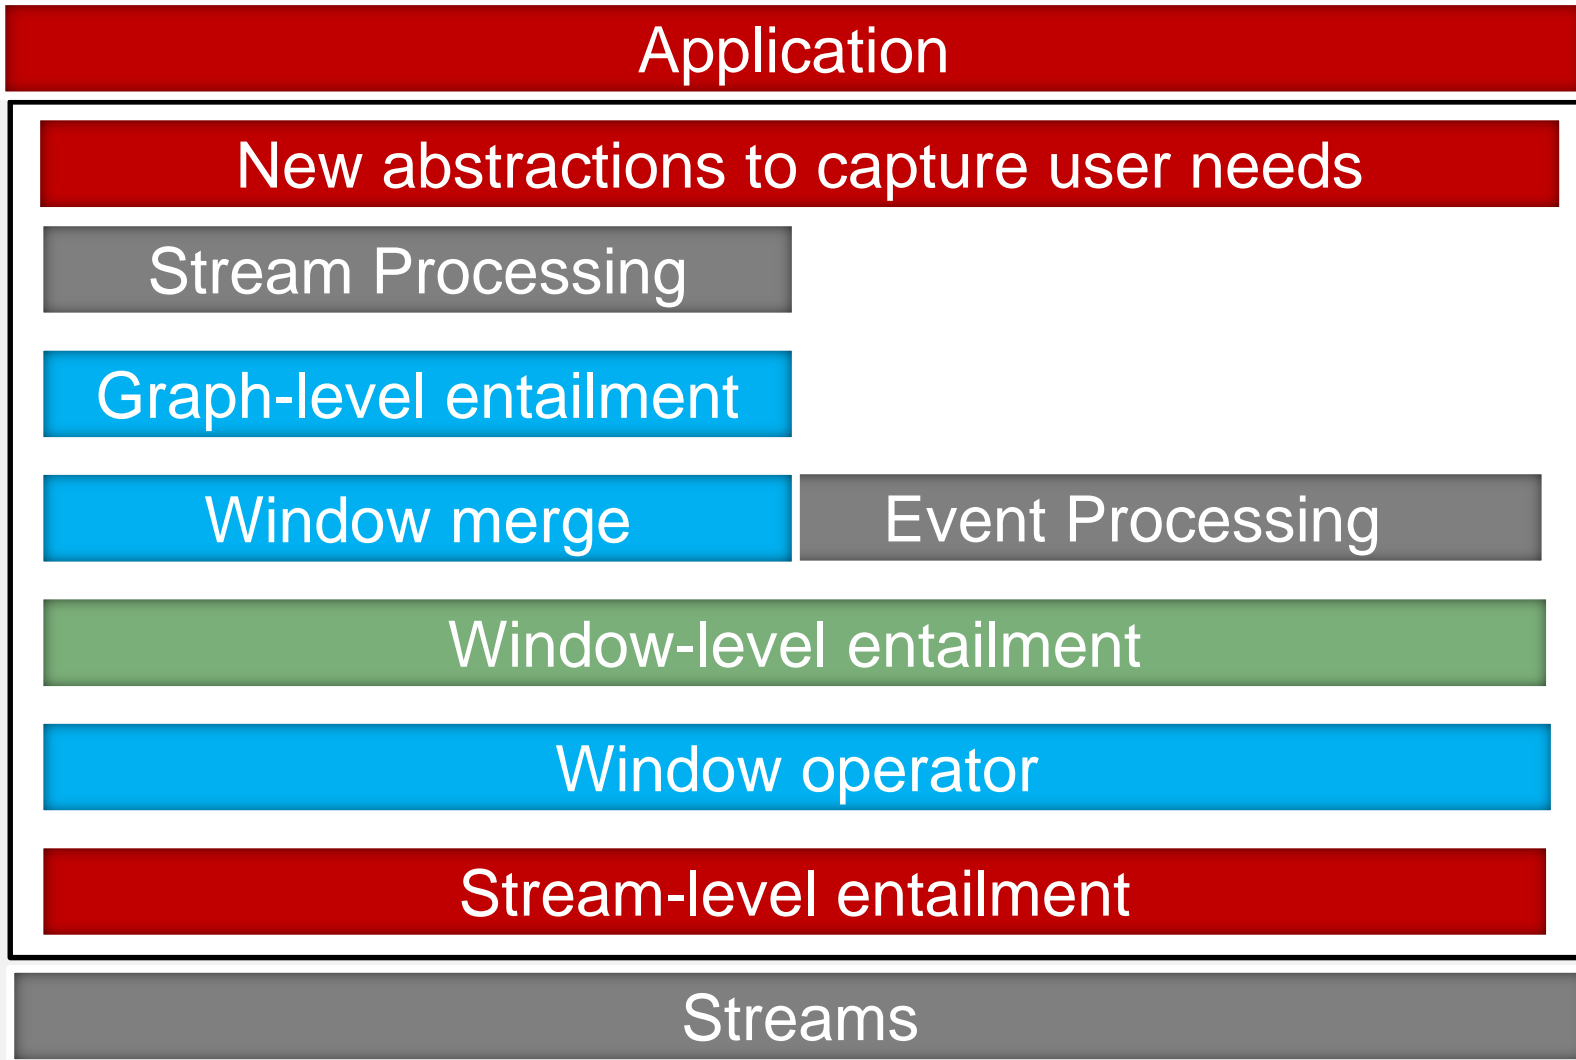 Application
New abstractions to capture user needs
Stream Processing
Graph-level entailment
Window merge
Event Processing
Window-level entailment
Window operator
Stream-level entailment
Streams